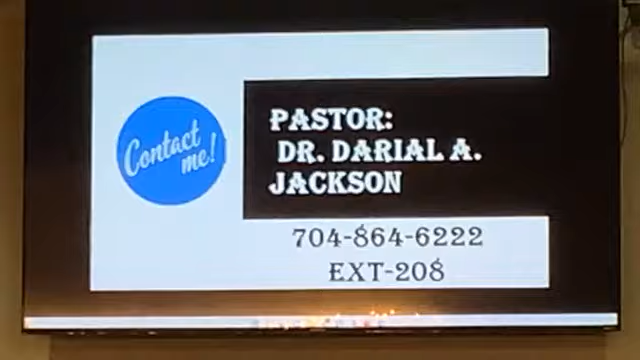 Contact
me!
PASTOR:
DR. DARIAL A.
JACKSON
704-864-6222
EXT-208